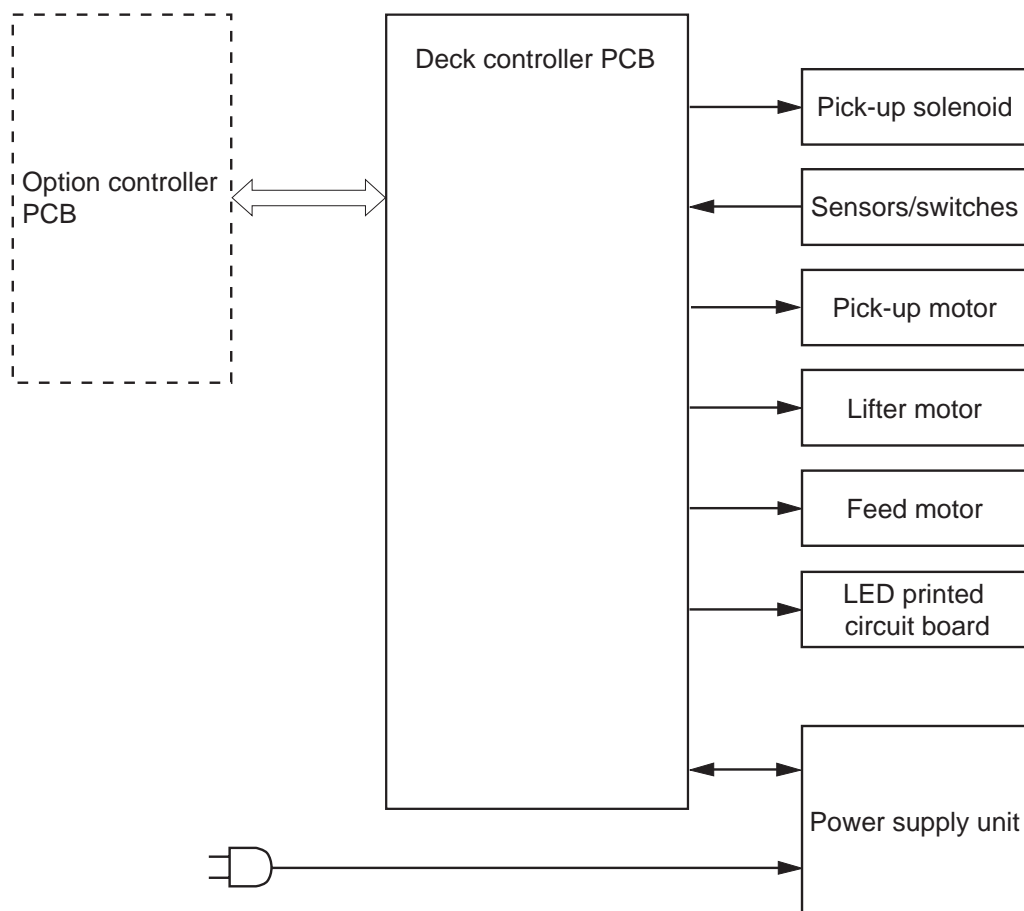 Deck controller PCB
Option controller
PCB
Pick-up solenoid
Sensors/switches
Pick-up motor
Lifter motor
Feed motor
LED printed
circuit board
Power supply unit